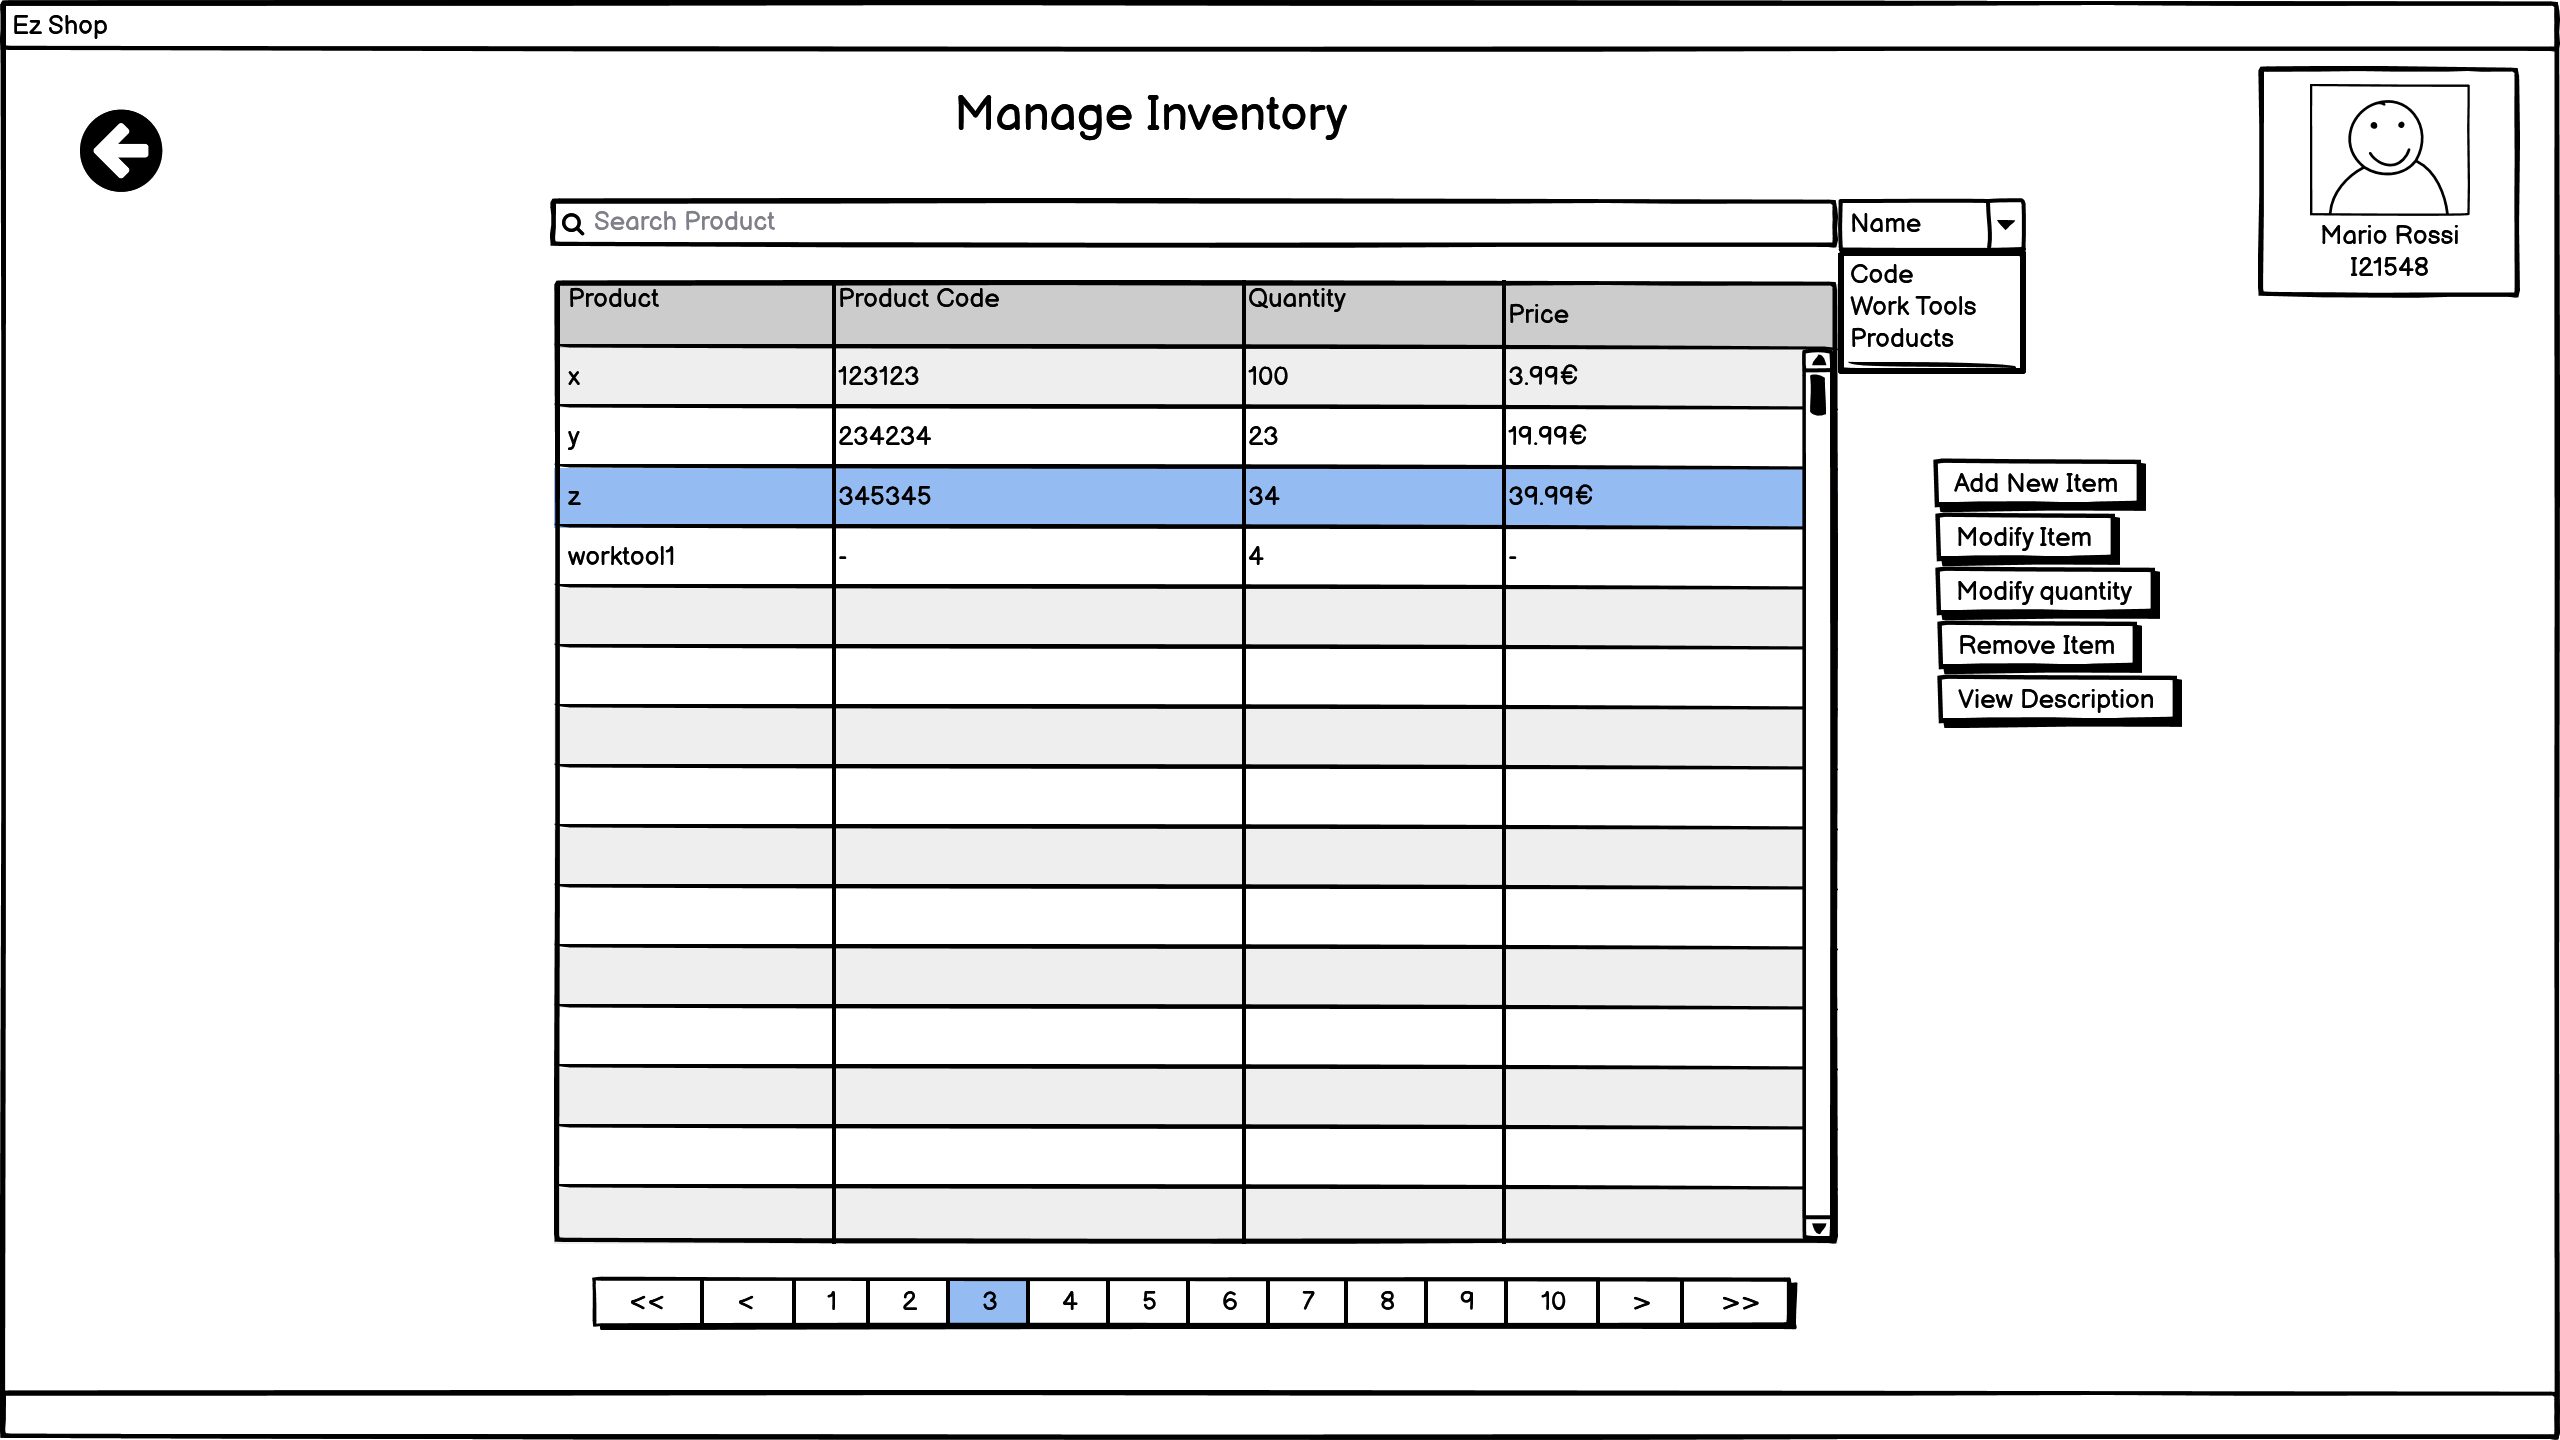 Ez Shop
Manage Inventory
Mario Rossi
I21548
Search Product
Name
Code
Work Tools
Products
Product Product Code Quantity Price
x 123123 100 3.99€
y 234234 23 19.99€
z 345345 34 39.99€
worktool1 - 4 -
Add New Item
Modify Item
Modify quantity
Remove Item
View Description
<< < 1 2 3 4 5 6 7 8 9 10 > >>